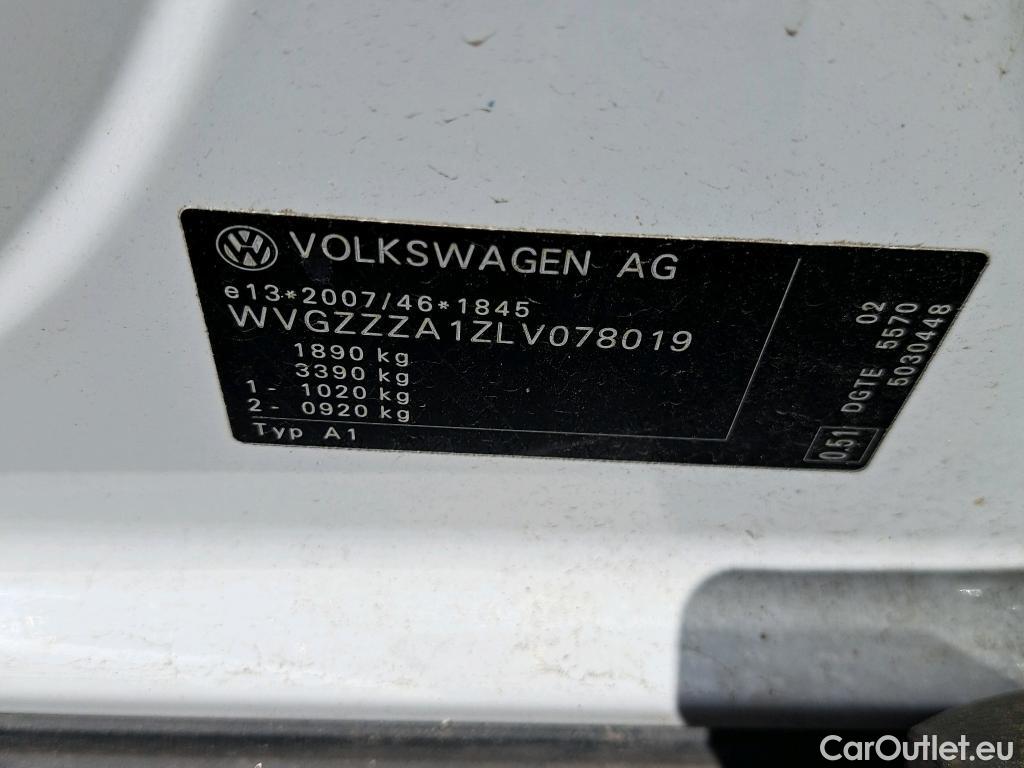 VOLKSWAGEN AG
e13*2007/46*1845
WVGZZZA1ZLV078019
1890 kg
3390 kg
1- 1020 kg
2- 0920 kg
Typ A1
02
DGTE 5570
0.51 5030448
CarOutlet.eu